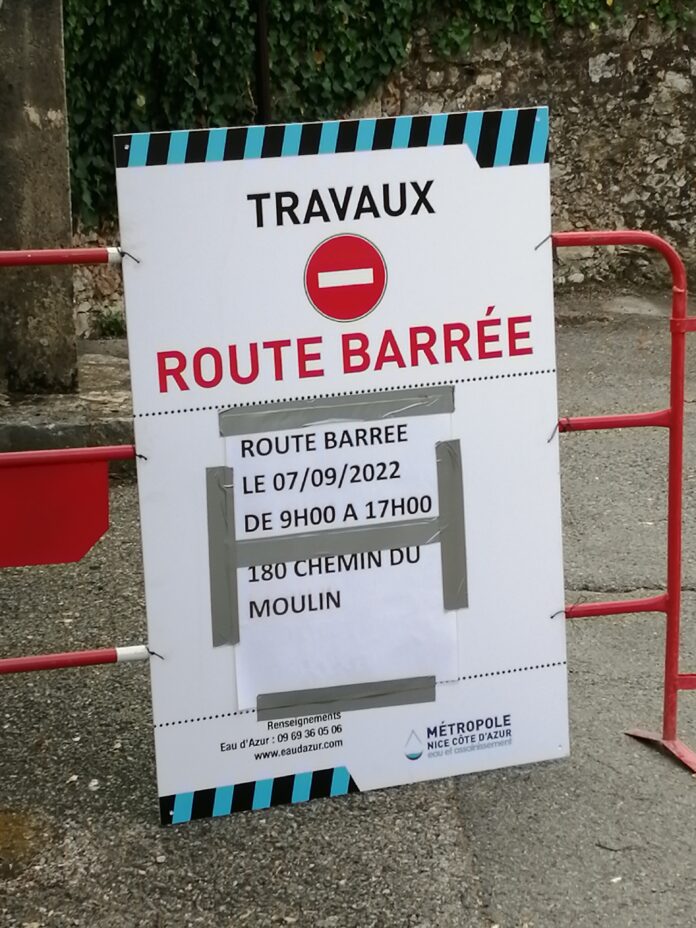 TRAVAUX
ROUTE BARRÉE
ROUTE BARREE
LE 07/09/2022
DE 9H00 A 17H00
180 CHEMIN DU
MOULIN
Renseignements
Eau d'Azur : 09 69 36 05 06
www.eaudazur.com
MÉTROPOLE
NICE CÔTE D'AZUR
eau et assainissement